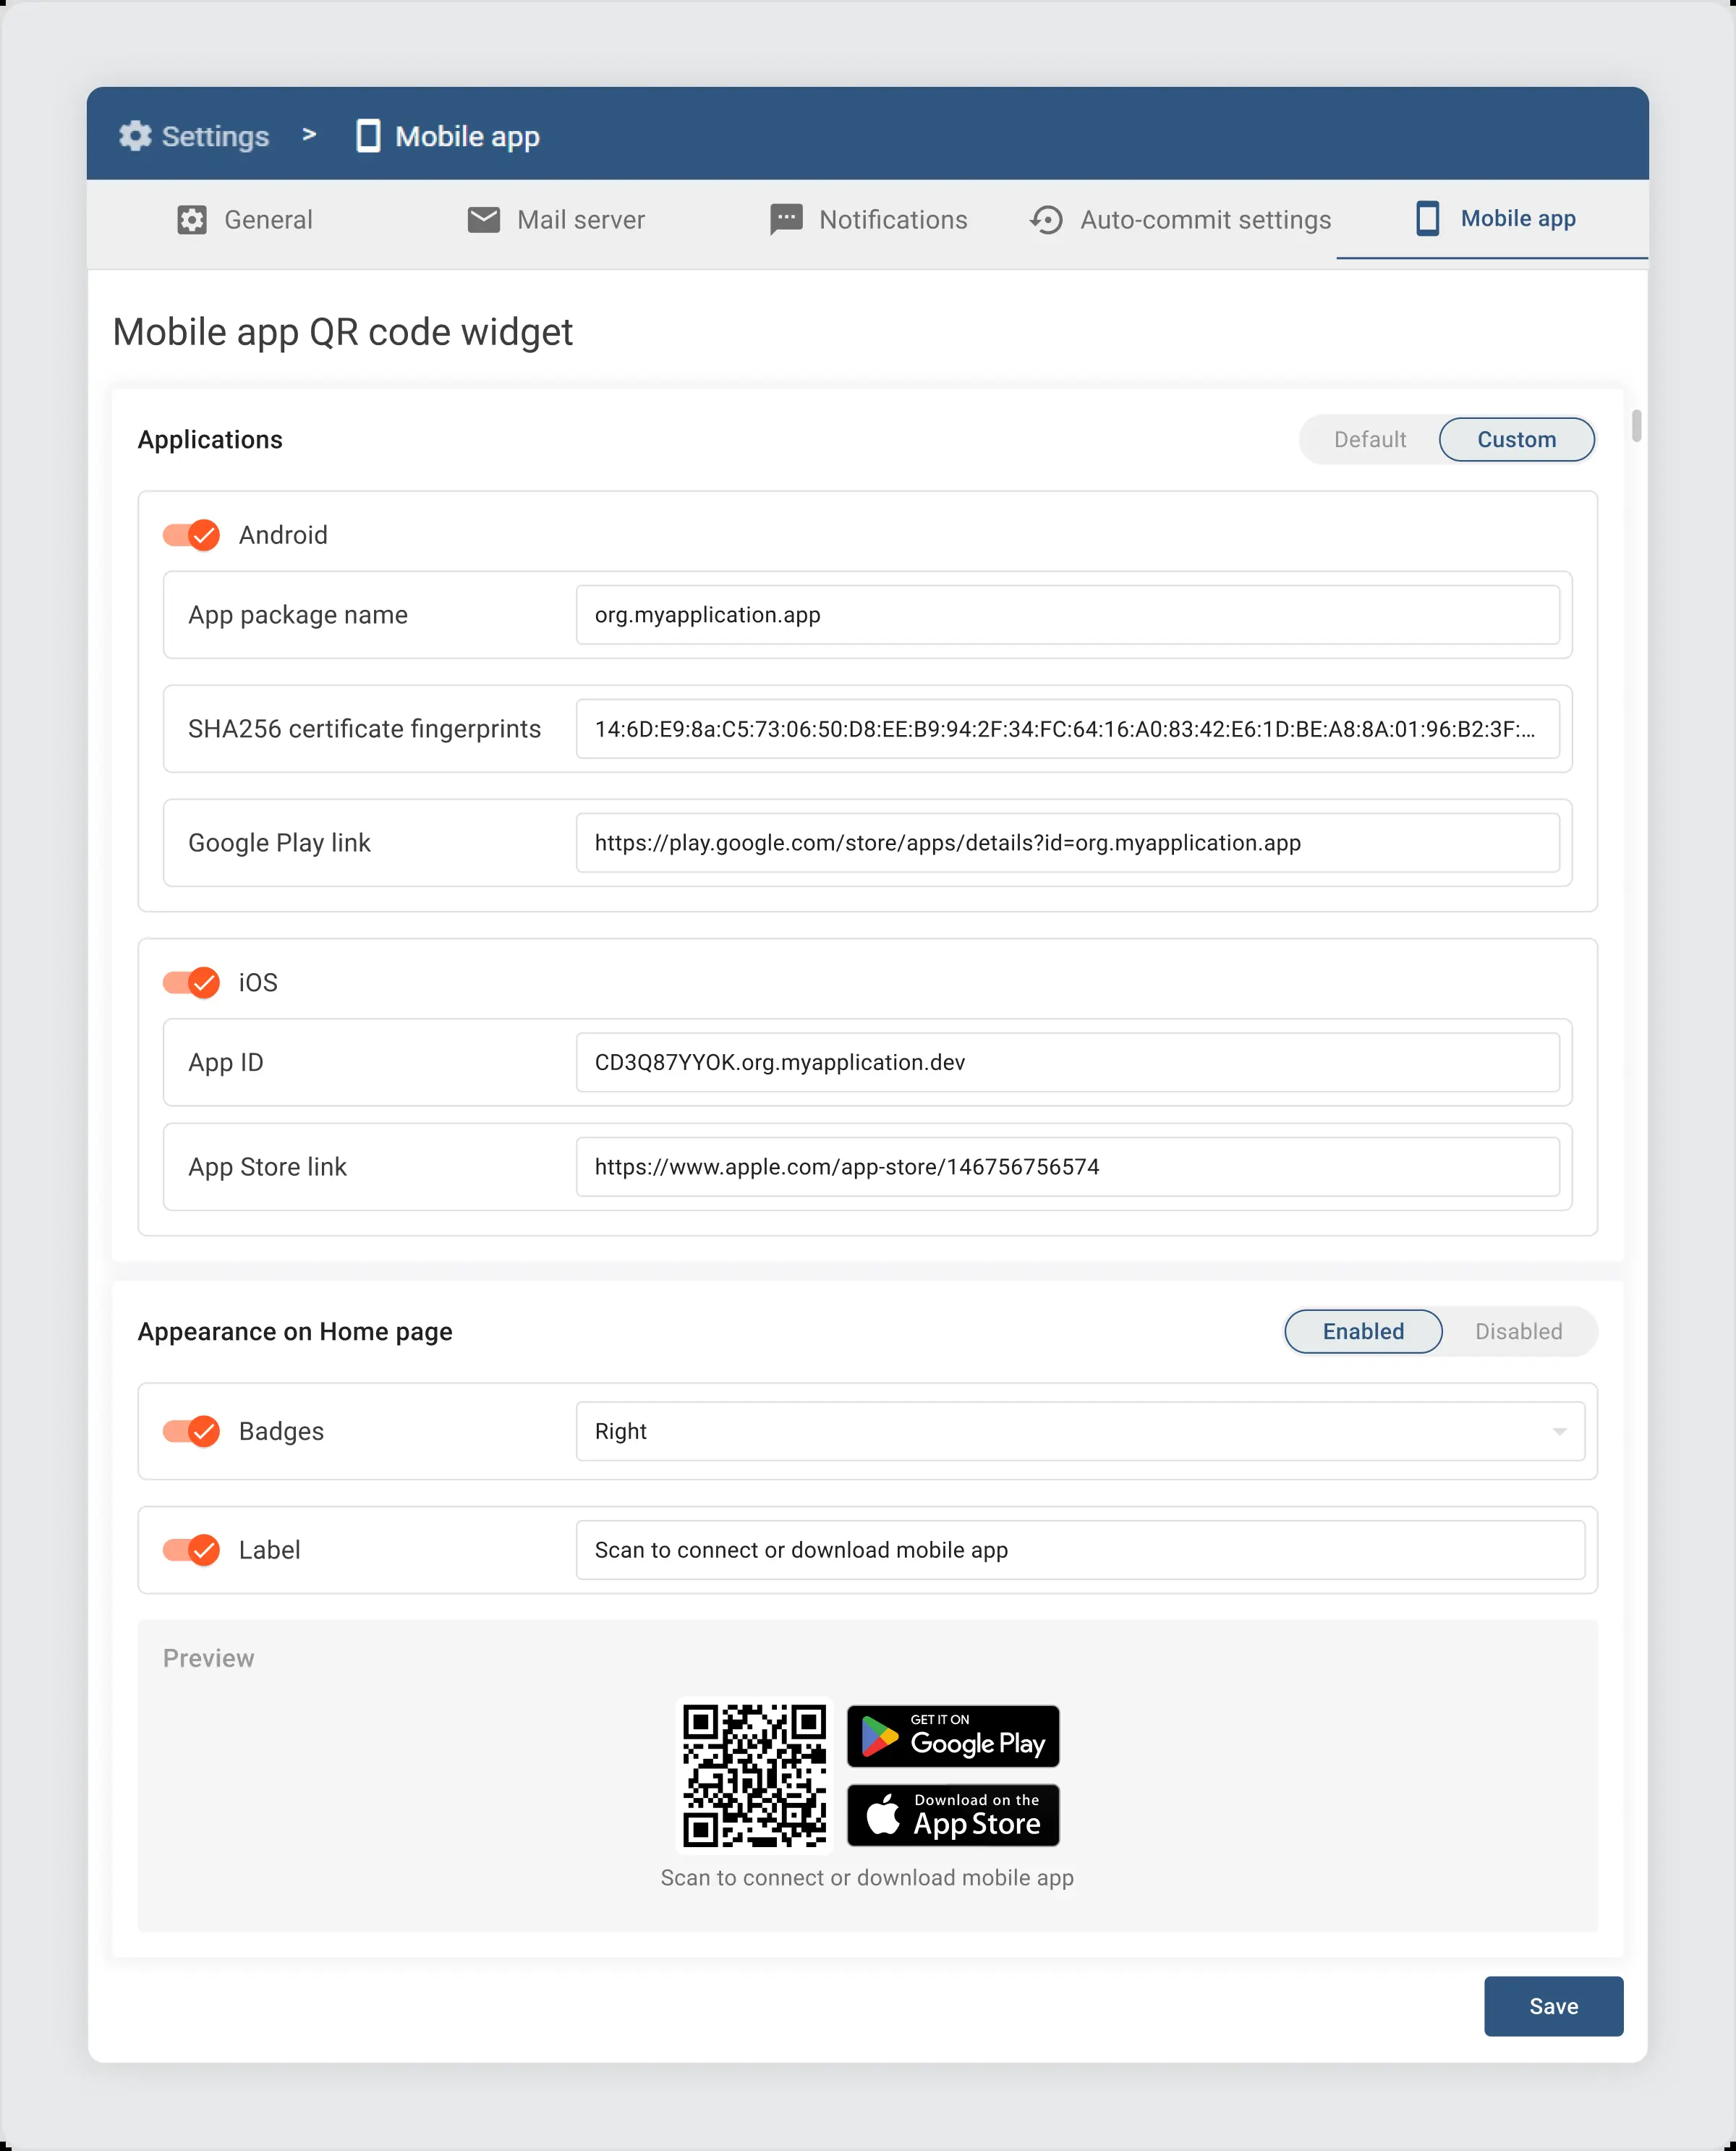 Settings > Mobile app
General Mail server Notifications Auto-commit settings Mobile app
Mobile app QR code widget
Applications Default Custom
Android
App package name org.myapplication.app
SHA256 certificate fingerprints 14:6D:E9:8a:C5:73:06:50:D8:EE:B9:94:2F:34:FC:64:16:A0:83:42:E6:1D:BE:A8:8A:01:96:B2:3F:...
Google Play link https://play.google.com/store/apps/details?id=org.myapplication.app
iOS
App ID CD3Q87YYOK.org.myapplication.dev
App Store link https://www.apple.com/app-store/146756756574
Appearance on Home page Enabled Disabled
Badges Right
Label Scan to connect or download mobile app
Preview
GET IT ON
Google Play
Download on the
App Store
Scan to connect or download mobile app
Save